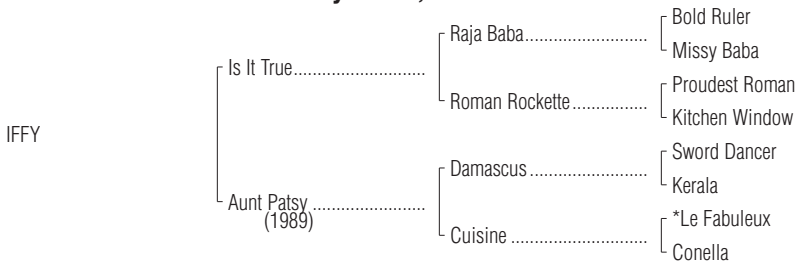 Raja Baba
Bold Ruler
Missy Baba
Is It True
Roman Rockette
Proudest Roman
Kitchen Window
IFFY
Damascus
Sword Dancer
Kerala
Aunt Patsy
(1989)
Cuisine
*Le Fabuleux
Conella